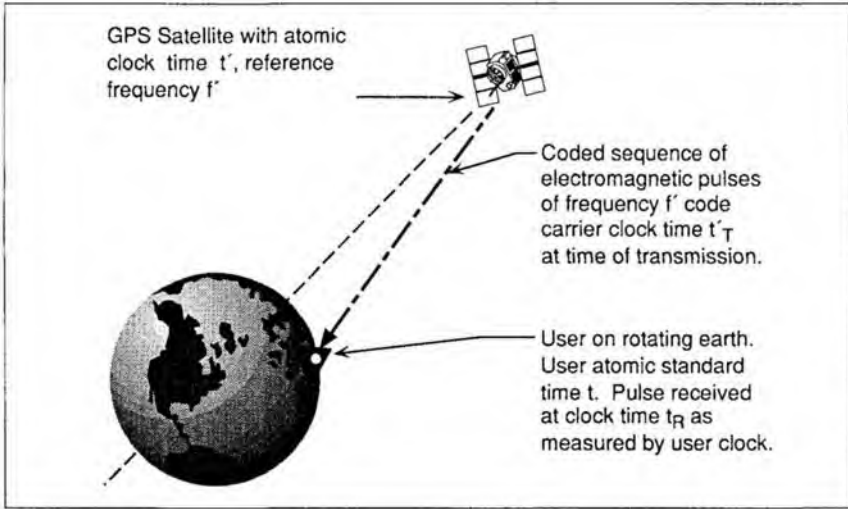 GPS Satellite with atomic
clock time t´, reference
frequency f´
Coded sequence of
electromagnetic pulses
of frequency f´ code
carrier clock time t´T
at time of transmission.
User on rotating earth.
User atomic standard
time t. Pulse received
at clock time tR as
measured by user clock.